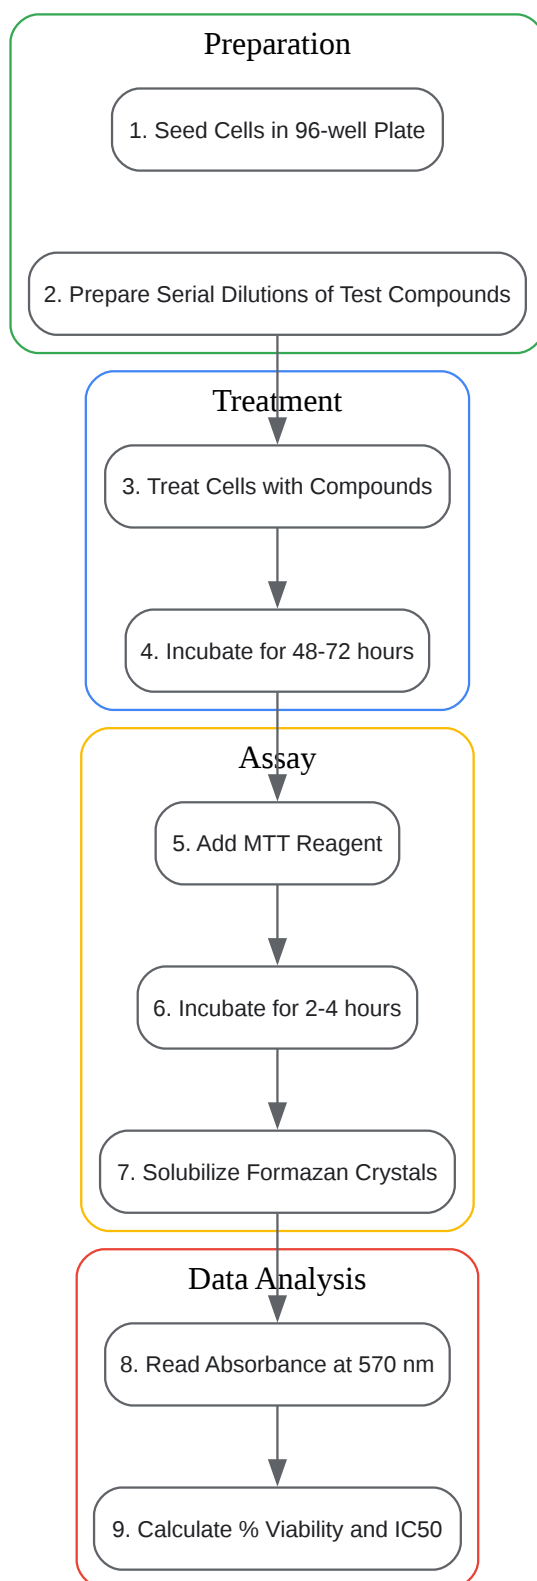 Preparation
1. Seed Cells in 96-well Plate
2. Prepare Serial Dilutions of Test Compounds
Treatment
3. Treat Cells with Compounds
4. Incubate for 48-72 hours
Assay
5. Add MTT Reagent
6. Incubate for 2-4 hours
7. Solubilize Formazan Crystals
Data Analysis
8. Read Absorbance at 570 nm
9. Calculate % Viability and IC50